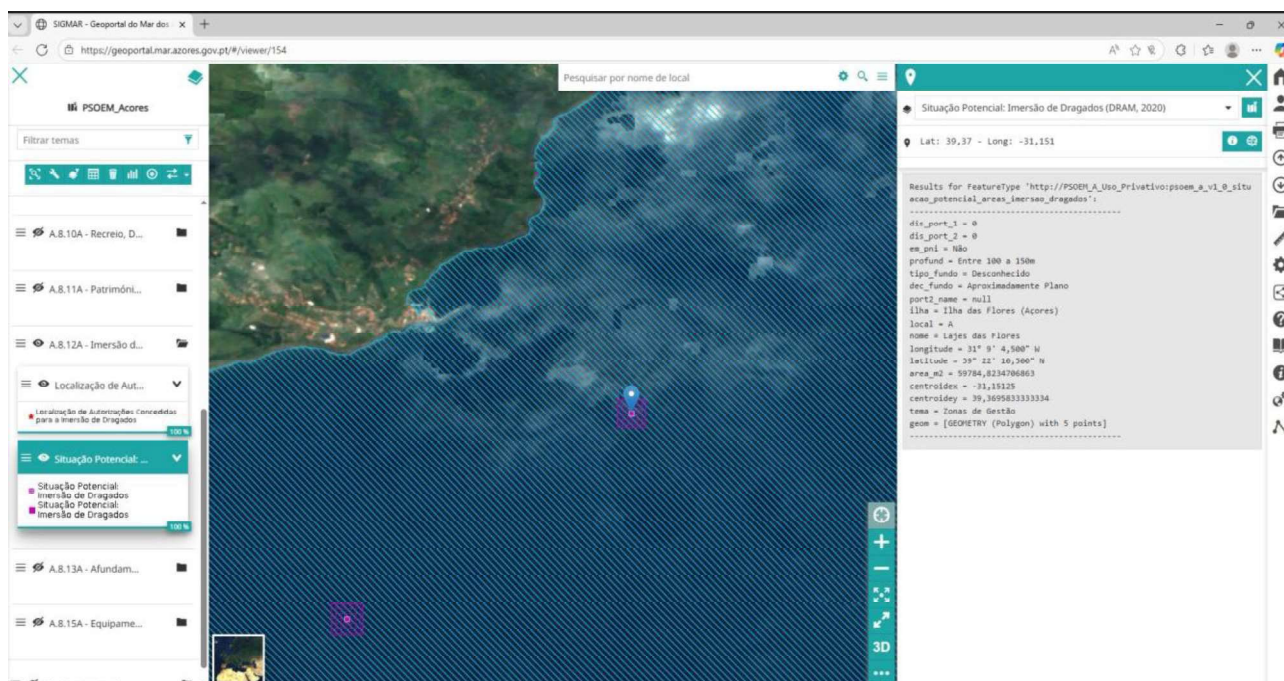 SIGMAR - Geoportal do Mar dos
https://geoportal.mar.azores.gov.pt/#/viewer/154
PSOEM_Acores
Filtrar temas
A.8.10A - Recreio, D...
A.8.11A - Patrimóni...
A.8.12A - Imersão d...
Localização de Aut...
Localização de Autorizações Concedidas
para a Imersão de Dragados
100 %
Situação Potencial: ...
Situação Potencial:
Imersão de Dragados
Situação Potencial:
Imersão de Dragados
100 %
A.8.13A - Afundam...
A.8.15A - Equipame...
Pesquisar por nome de local
3D
Situação Potencial: Imersão de Dragados (DRAM, 2020)
Lat: 39,37 - Long: -31,151
Results for FeatureType 'http://PSOEM_A_Uso_Privativo:psoem_a_v1_0_situ
acao_potencial_areas_imersao_dragados':
--------------------------------------------
dis_port_1 = 0
dis_port_2 = 0
em_pni = Não
profund = Entre 100 a 150m
tipo_fundo = Desconhecido
dec_fundo = Aproximadamente Plano
port2_name = null
ilha = Ilha das Flores (Açores)
local = A
nome = Lajes das Flores
longitude = 31° 9' 4,500" W
latitude = 39° 22' 10,500" N
area_m2 = 59784,8234706863
centroidex = -31,15125
centroidey = 39,3695833333334
tema = Zonas de Gestão
geom = [GEOMETRY (Polygon) with 5 points]
--------------------------------------------